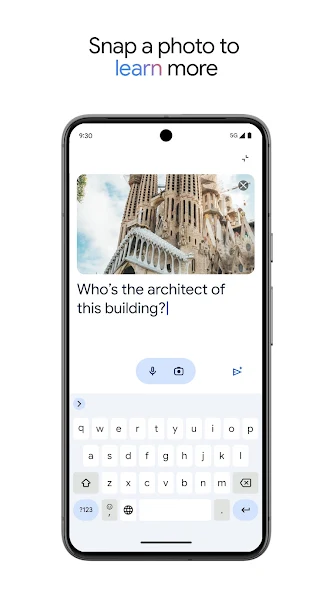 Snap a photo to
learn more
9:30
5G
Who's the architect of
this building?
q w e r t y u i o p
a s d f g h j k l
z x c v b n m
?123 , .